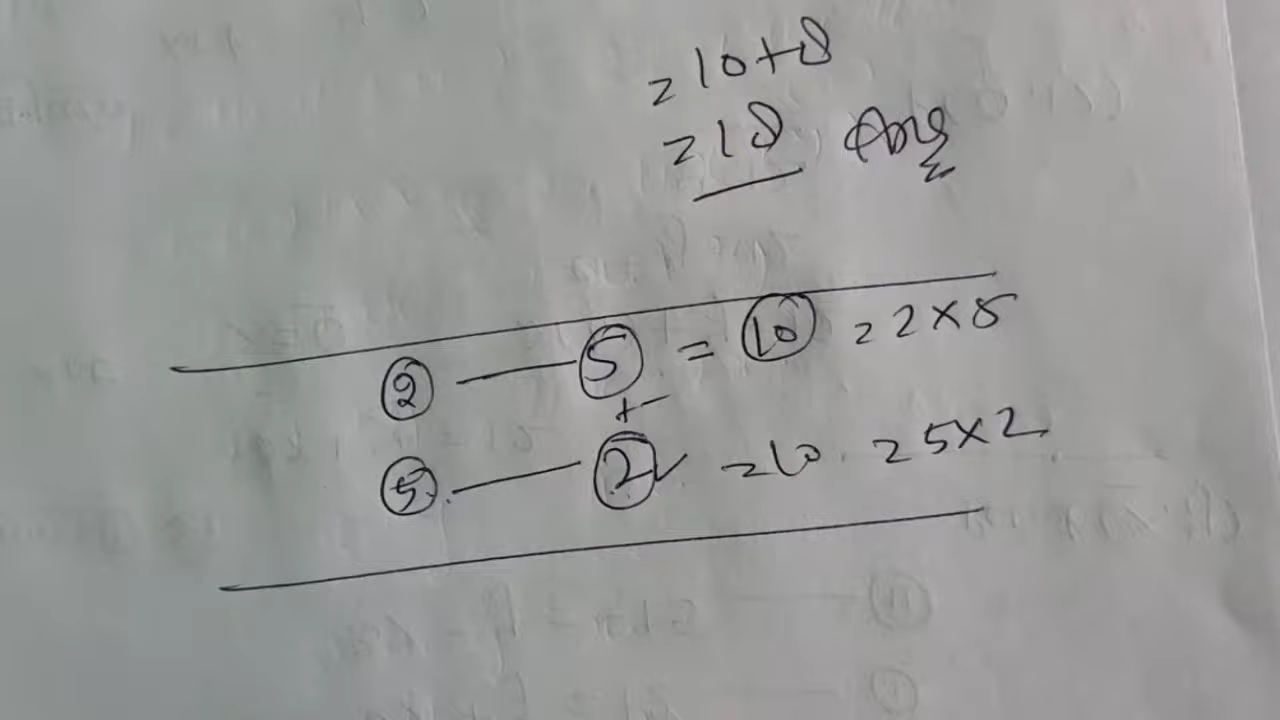 = 10+8
= 18 Ans
2 — 5 = 10 = 2×5
+
5 — 2 = 10 = 5×2